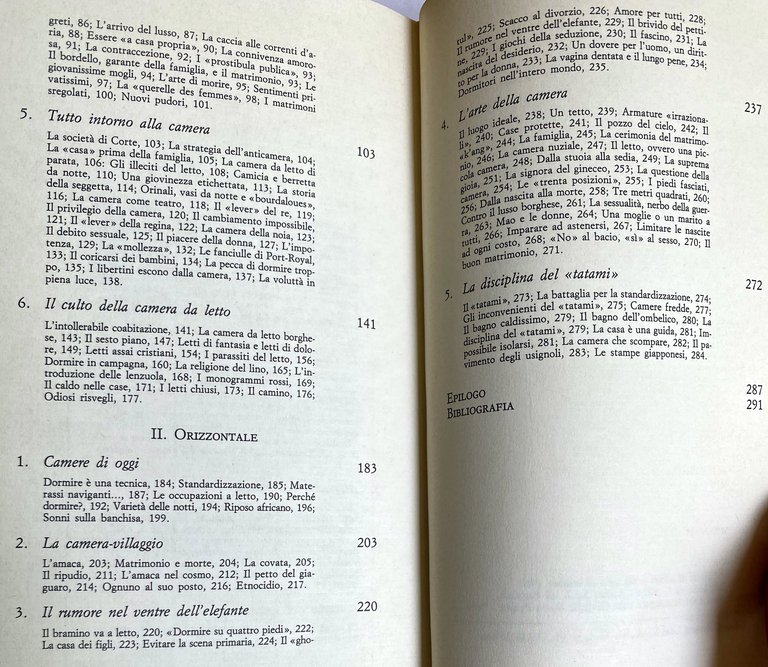 greti, 86; L'arrivo del lusso, 87; La caccia alle correnti d'a-
ria, 88; Essere «a casa propria», 90; La connivenza amoro-
sa, 91; La contraccezione, 92; I «prostibula publica», 93;
Il bordello, garante della famiglia, e il matrimonio, 93; Le
giovanissime mogli, 94; L'arte di morire, 95; Sentimenti pri-
vatissimi, 97; La «querelle des femmes», 98; I matrimoni
sregolati, 100; Nuovi pudori, 101.
5. Tutto intorno alla camera 103
La società di Corte, 103; La strategia dell'anticamera, 104;
La «casa» prima della famiglia, 105; La camera da letto di
parata, 106; Gli illeciti del letto, 108; Camicia e berretta
da notte, 110; Una giovinezza etichettata, 113; La storia
della seggetta, 114; Orinali, vasi da notte e «bourdaloues»,
116; La camera come teatro, 118; Il «lever» del re, 119;
Il privilegio della camera, 120; Il cambiamento impossibile,
121; Il «lever» della regina, 122; La camera della noia, 123;
Il debito sessuale, 125; Il piacere della donna, 127; L'impo-
tenza, 129; La «mollezza», 132; Le fanciulle di Port-Royal,
133; Il coricarsi dei bambini, 134; La pecca di dormire trop-
po, 135; I libertini escono dalla camera, 137; La voluttà in
piena luce, 138.
6. Il culto della camera da letto 141
L'intollerabile coabitazione, 141; La camera da letto borghe-
se, 143; Il sesto piano, 147; Letti di fantasia e letti di dolo-
re, 149; Letti assai cristiani, 154; I parassiti del letto, 156;
Dormire in campagna, 160; La religione del lino, 165; L'in-
troduzione delle lenzuola, 168; I monogrammi rossi, 169;
Il caldo nelle case, 171; I letti chiusi, 173; Il camino, 176;
Odiosi risvegli, 177.
II. Orizzontale
1. Camere di oggi 183
Dormire è una tecnica, 184; Standardizzazione, 185; Mate-
rassi naviganti..., 187; Le occupazioni a letto, 190; Perché
dormire?, 192; Varietà delle notti, 194; Riposo africano, 196;
Sonni sulla banchisa, 199.
2. La camera-villaggio 203
L'amaca, 203; Matrimonio e morte, 204; La covata, 205;
Il ripudio, 211; L'amaca nel cosmo, 212; Il petto del gia-
guaro, 214; Ognuno al suo posto, 216; Etnocidio, 217.
3. Il rumore nel ventre dell'elefante 220
Il bramino va a letto, 220; «Dormire su quattro piedi», 222;
La casa dei figli, 223; Evitare la scena primaria, 224; Il «gho-
tul», 225; Scacco al divorzio, 226; Amore per tutti, 228;
Il rumore nel ventre dell'elefante, 229; Il brivido del petti-
ne, 229; I giochi della seduzione, 230; Il fascino, 231; La
nascita del desiderio, 232; Un dovere per l'uomo, un dirit-
to per la donna, 233; La vagina dentata e il lungo pene, 234;
Dormitori nell'intero mondo, 235.
4. L'arte della camera 237
Il luogo ideale, 238; Un tetto, 239; Armature «irraziona-
li», 240; Case protette, 241; Il pozzo del cielo, 242; Il
«k'ang», 244; La famiglia, 245; La cerimonia del matrimo-
nio, 246; La camera nuziale, 247; Il letto, ovvero una pic-
cola camera, 248; Dalla stuoia alla sedia, 249; La suprema
gioia, 251; La signora del gineceo, 253; La questione della
camera, 254; Le «trenta posizioni», 255; I piedi fasciati,
256; Dalla nascita alla morte, 258; Tre metri quadrati, 260;
Contro il lusso borghese, 261; La sessualità, nerbo della guer-
ra, 263; Mao e le donne, 264; Una moglie o un marito a
tutti, 266; Imparare ad astenersi, 267; Limitare le nascite
ad ogni costo, 268; «No» al bacio, «sì» al sesso, 270; Il
buon matrimonio, 271.
5. La disciplina del «tatami» 272
Il «tatami», 273; La battaglia per la standardizzazione, 274;
Gli inconvenienti del «tatami», 275; Camere fredde, 277;
Il bagno caldissimo, 279; Il bagno dell'ombelico, 280; La
disciplina del «tatami», 279; La casa è una guida, 281; Im-
possibile isolarsi, 281; La camera che scompare, 282; Il pa-
vimento degli usignoli, 283; Le stampe giapponesi, 284.
Epilogo 287
Bibliografia 291